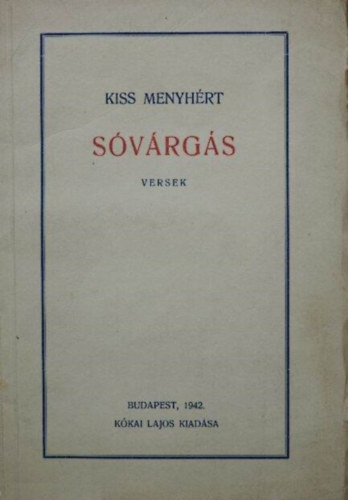 KISS MENYHÉRT
SÓVÁRGÁS
VERSEK
BUDAPEST, 1942.
KÓKAI LAJOS KIADÁSA